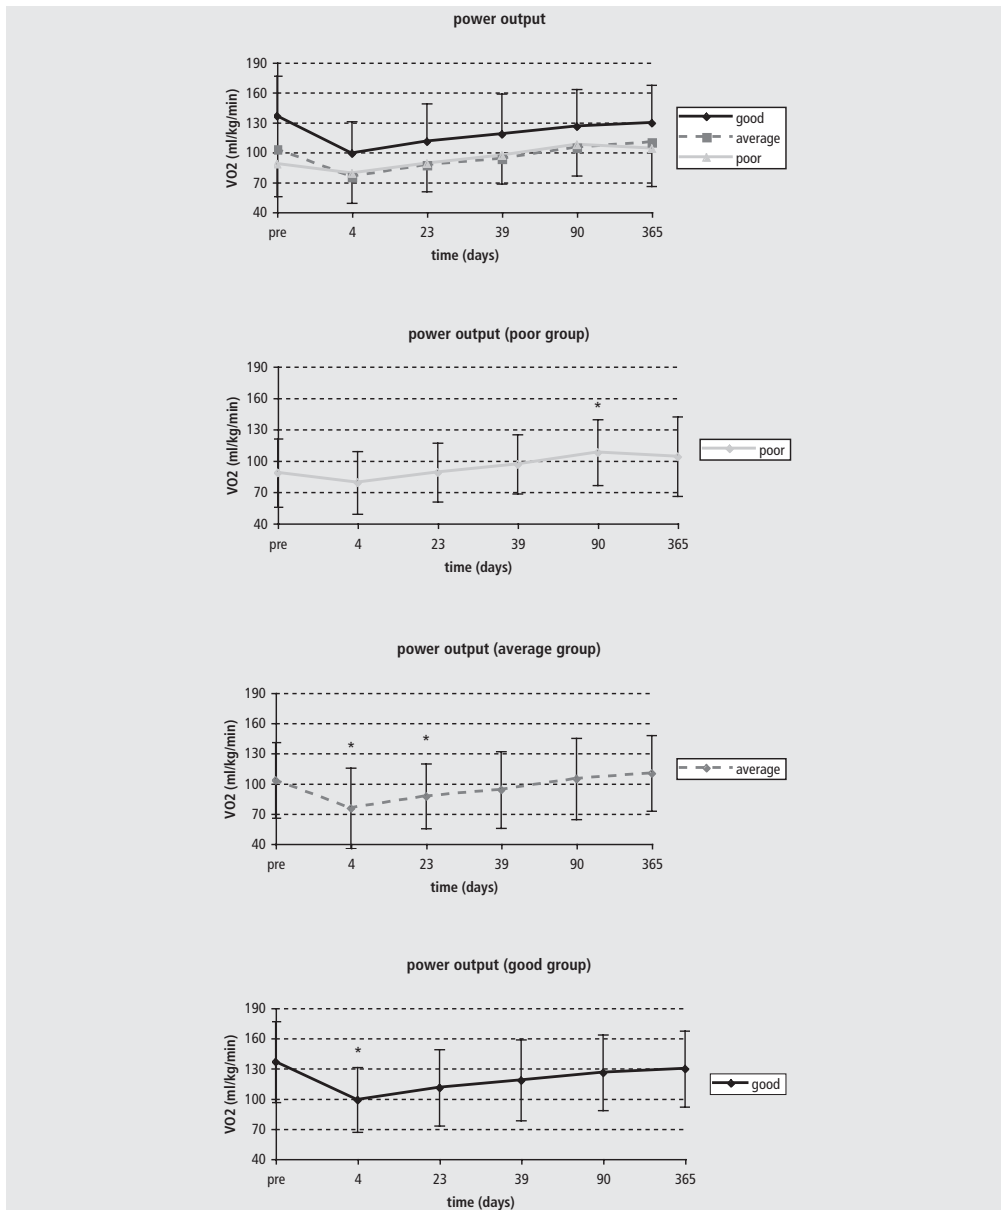 power output
190
160
130
100
70
40
VO2 (ml/kg/min)
pre 4 23 39 90 365
time (days)
good
average
poor
power output (poor group)
190
160
130
100
70
40
VO2 (ml/kg/min)
*
pre 4 23 39 90 365
time (days)
poor
power output (average group)
190
160
130
100
70
40
VO2 (ml/kg/min)
* *
pre 4 23 39 90 365
time (days)
average
power output (good group)
190
160
130
100
70
40
VO2 (ml/kg/min)
*
pre 4 23 39 90 365
time (days)
good